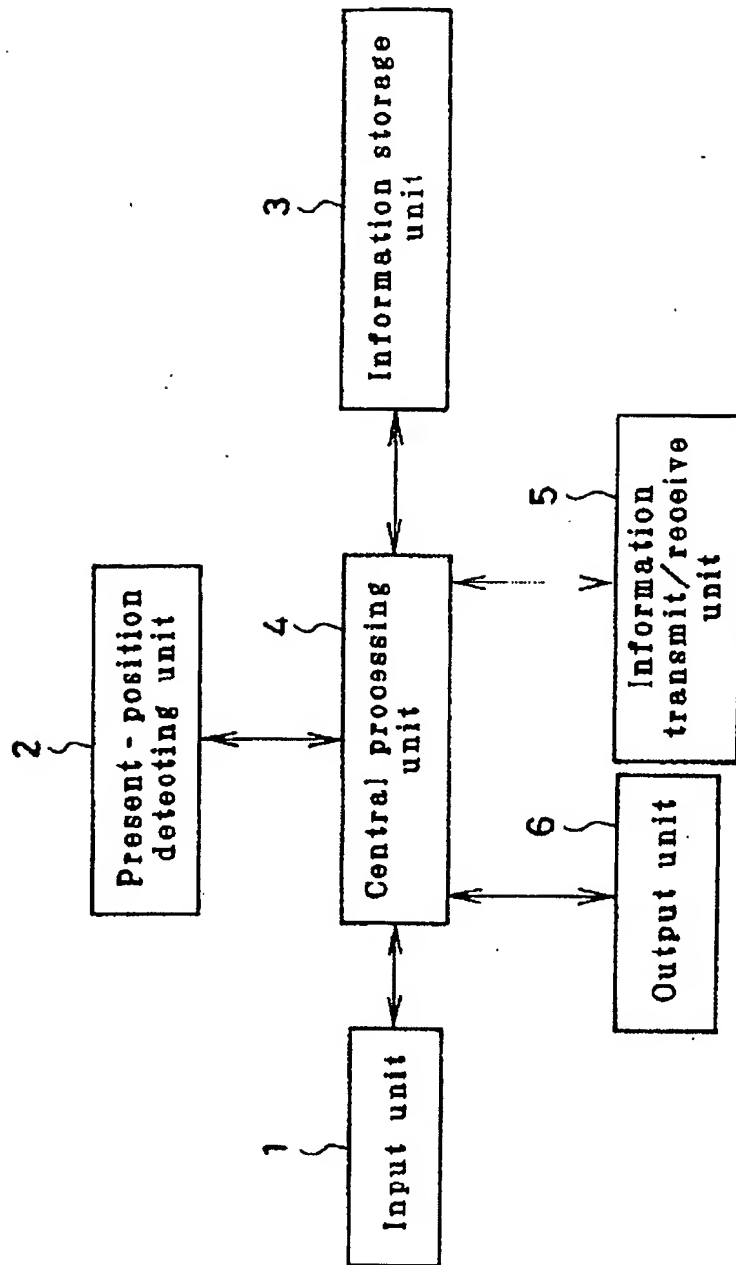 2
Present-position
detecting unit
1
Input unit
4
Central processing
unit
3
Information storage
unit
6
Output unit
5
Information
transmit/receive
unit